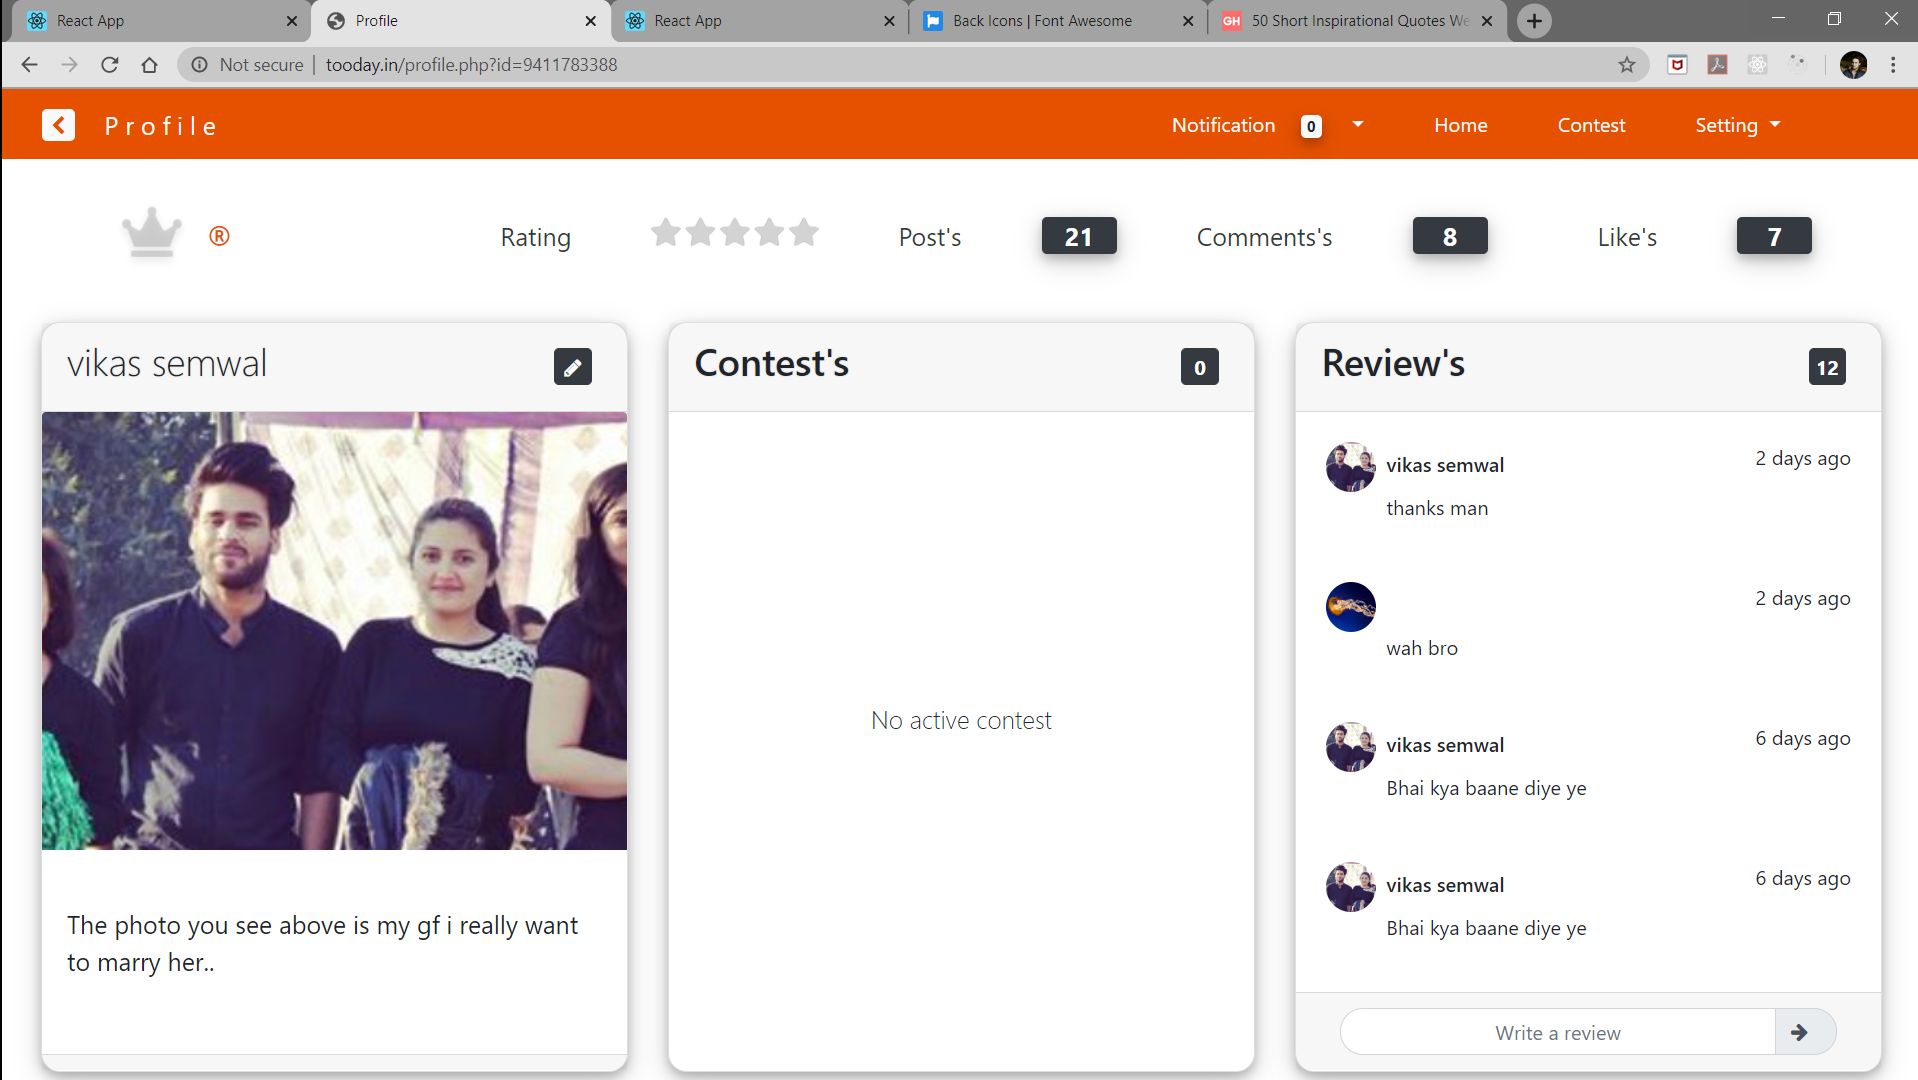 React App
Profile
React App
Back Icons | Font Awesome
50 Short Inspirational Quotes We
Not secure | tooday.in/profile.php?id=9411783388
Profile
Notification 0
Home
Contest
Setting
®
Rating
Post's 21
Comments's 8
Like's 7
vikas semwal
The photo you see above is my gf i really want
to marry her..
Contest's 0
No active contest
Review's 12
vikas semwal 2 days ago
thanks man
2 days ago
wah bro
vikas semwal 6 days ago
Bhai kya baane diye ye
vikas semwal 6 days ago
Bhai kya baane diye ye
Write a review